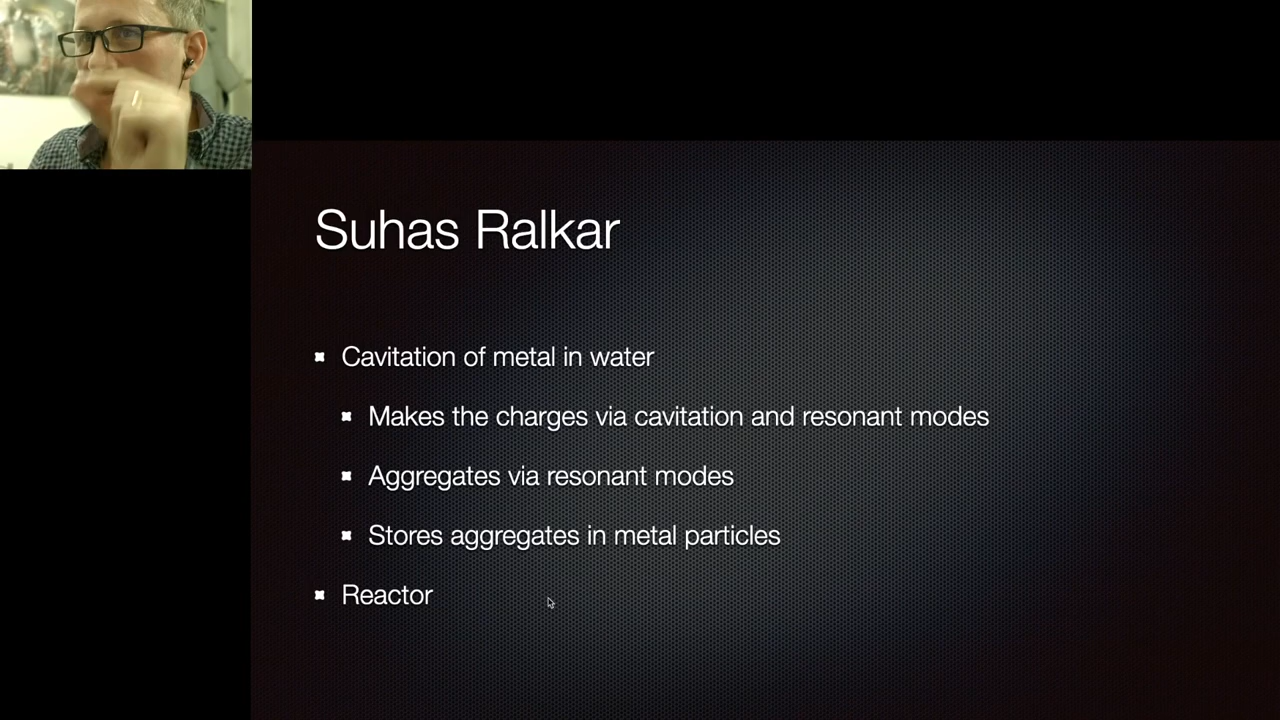 Suhas Ralkar
Cavitation of metal in water
Makes the charges via cavitation and resonant modes
Aggregates via resonant modes
Stores aggregates in metal particles
Reactor